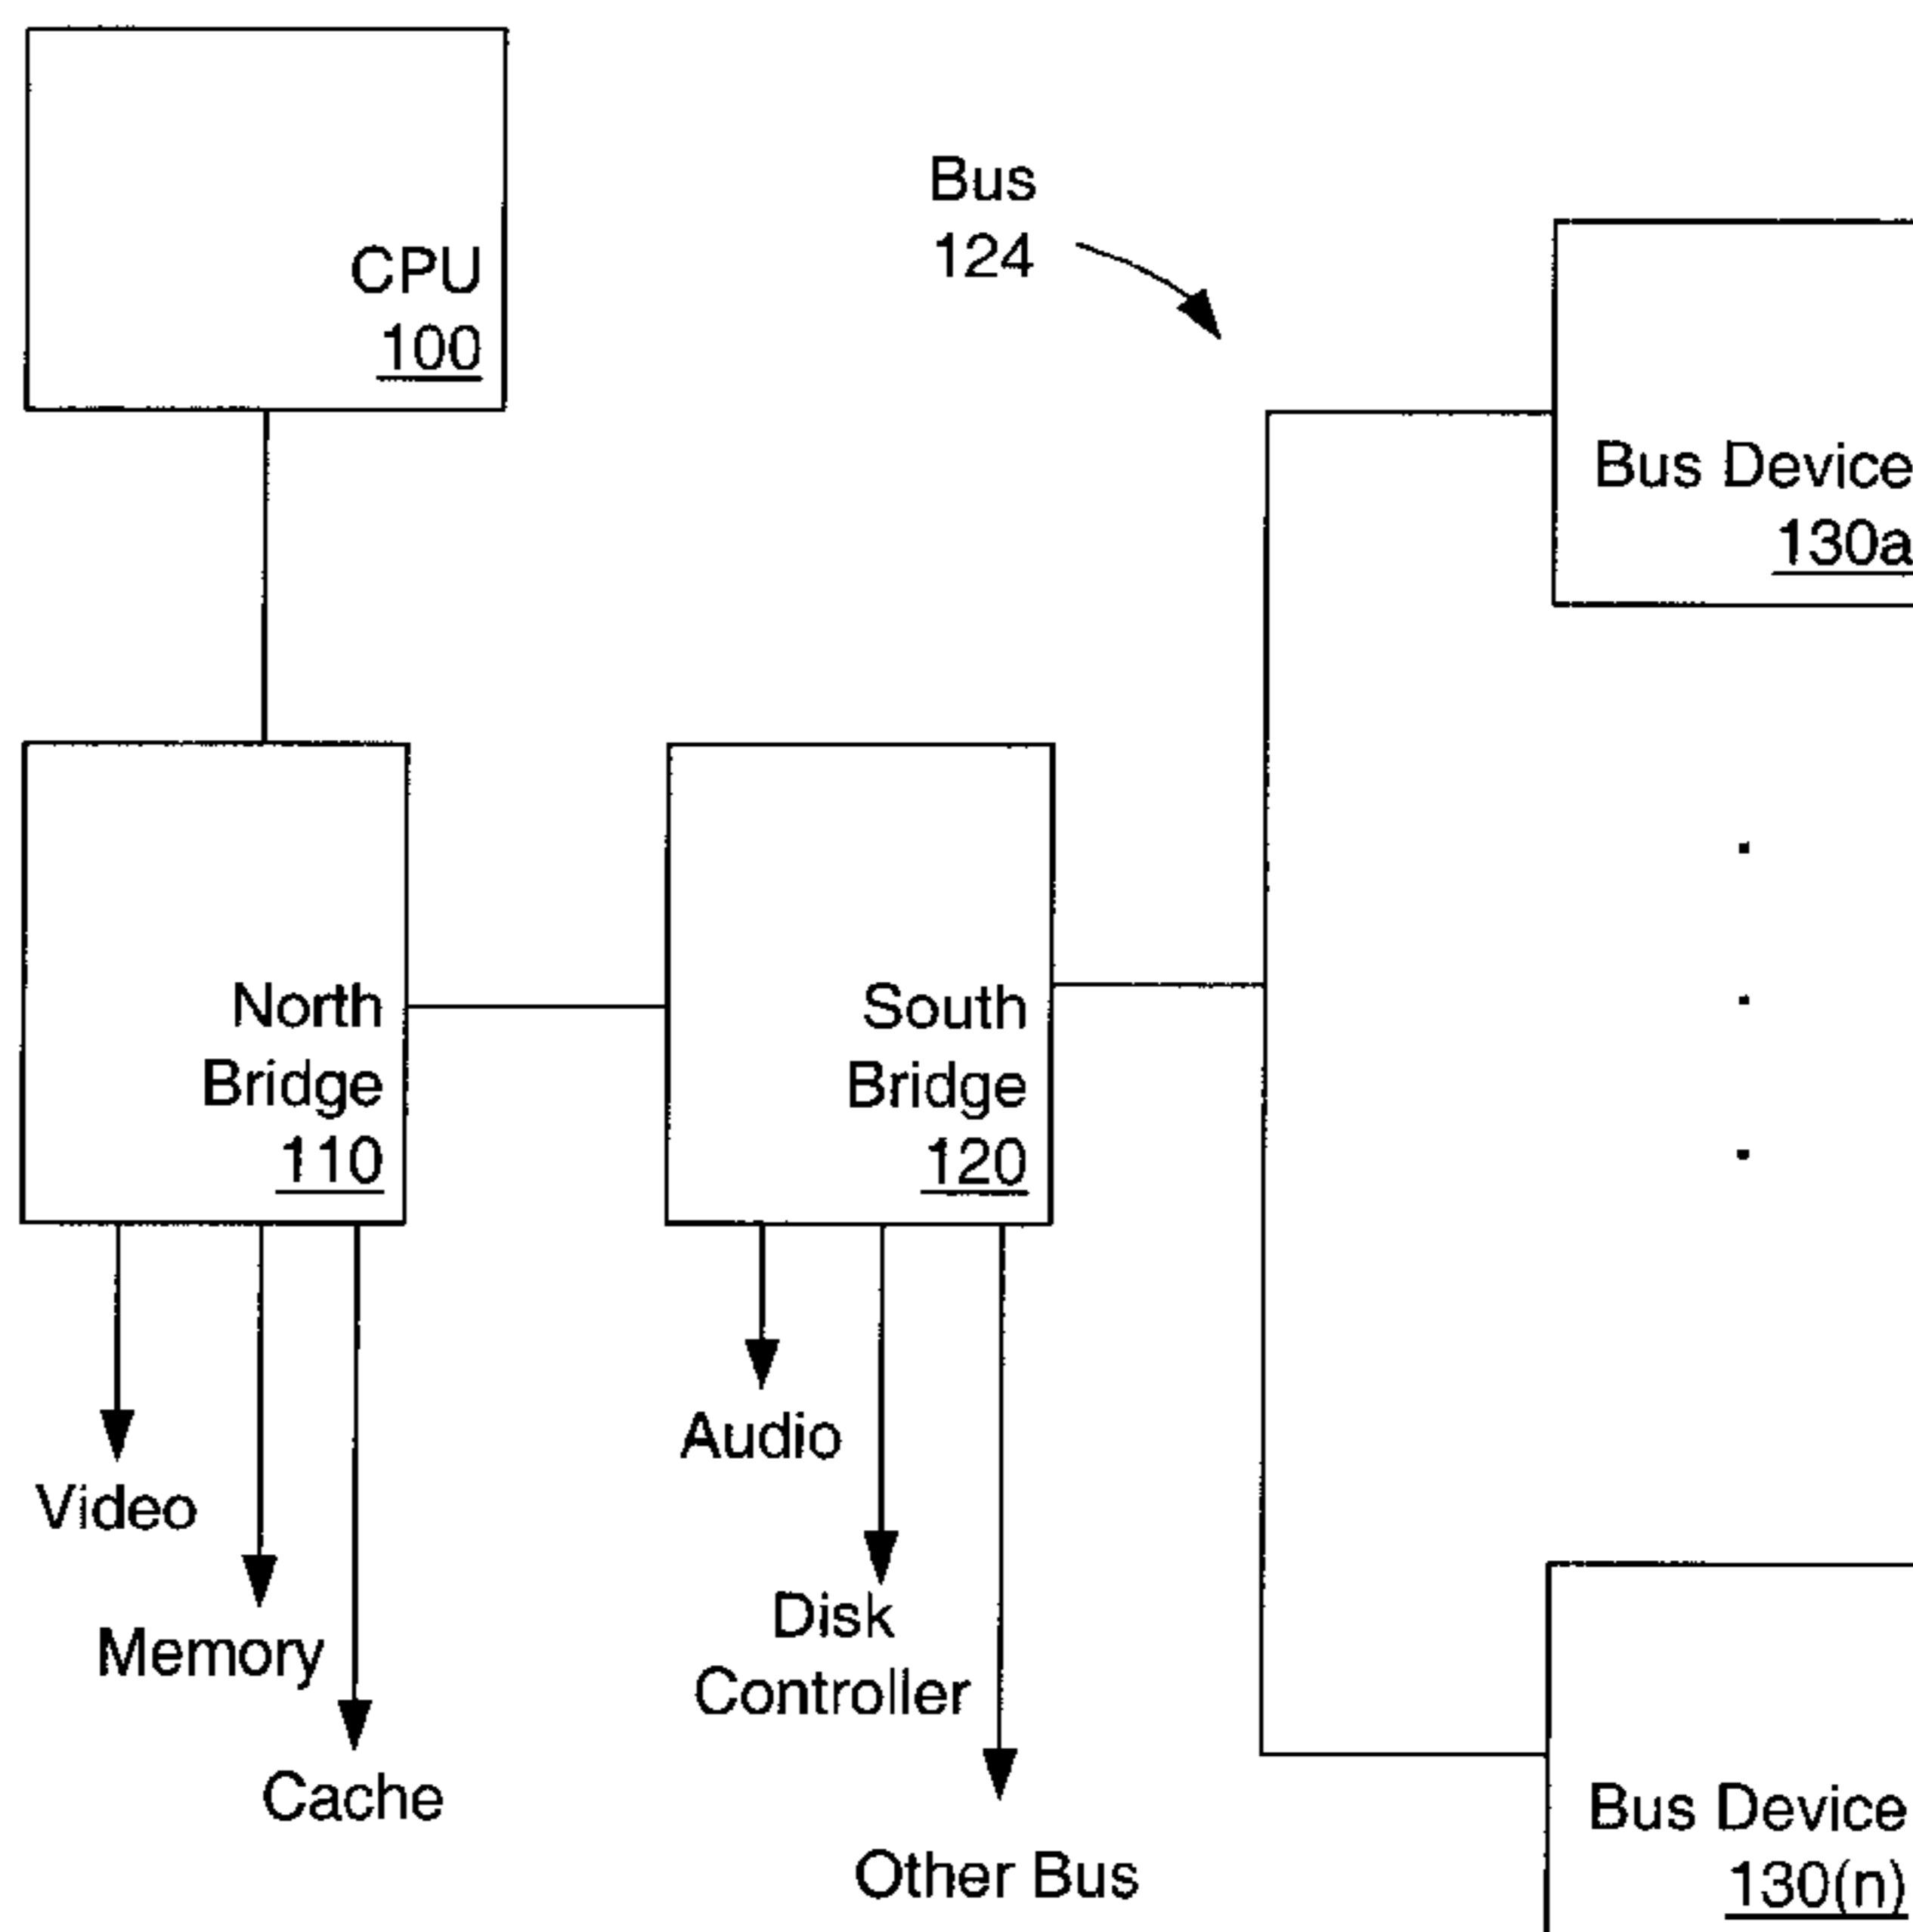 CPU
100
Bus
124
Bus Device
130a
North
Bridge
110
South
Bridge
120
Video
Memory
Cache
Audio
Disk
Controller
Other Bus
Bus Device
130(n)